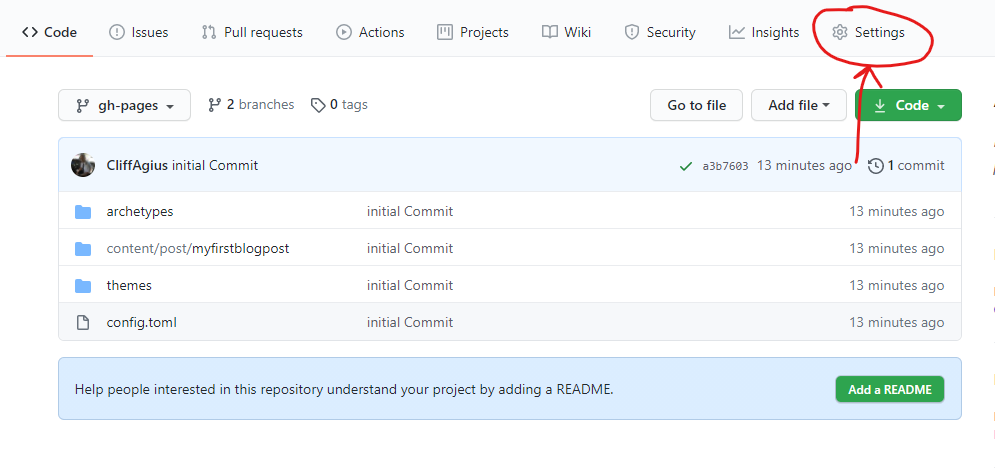 Code Issues Pull requests Actions Projects Wiki Security Insights Settings
gh-pages 2 branches 0 tags Go to file Add file Code
CliffAgius initial Commit a3b7603 13 minutes ago 1 commit
archetypes initial Commit 13 minutes ago
content/post/myfirstblogpost initial Commit 13 minutes ago
themes initial Commit 13 minutes ago
config.toml initial Commit 13 minutes ago
Help people interested in this repository understand your project by adding a README. Add a README